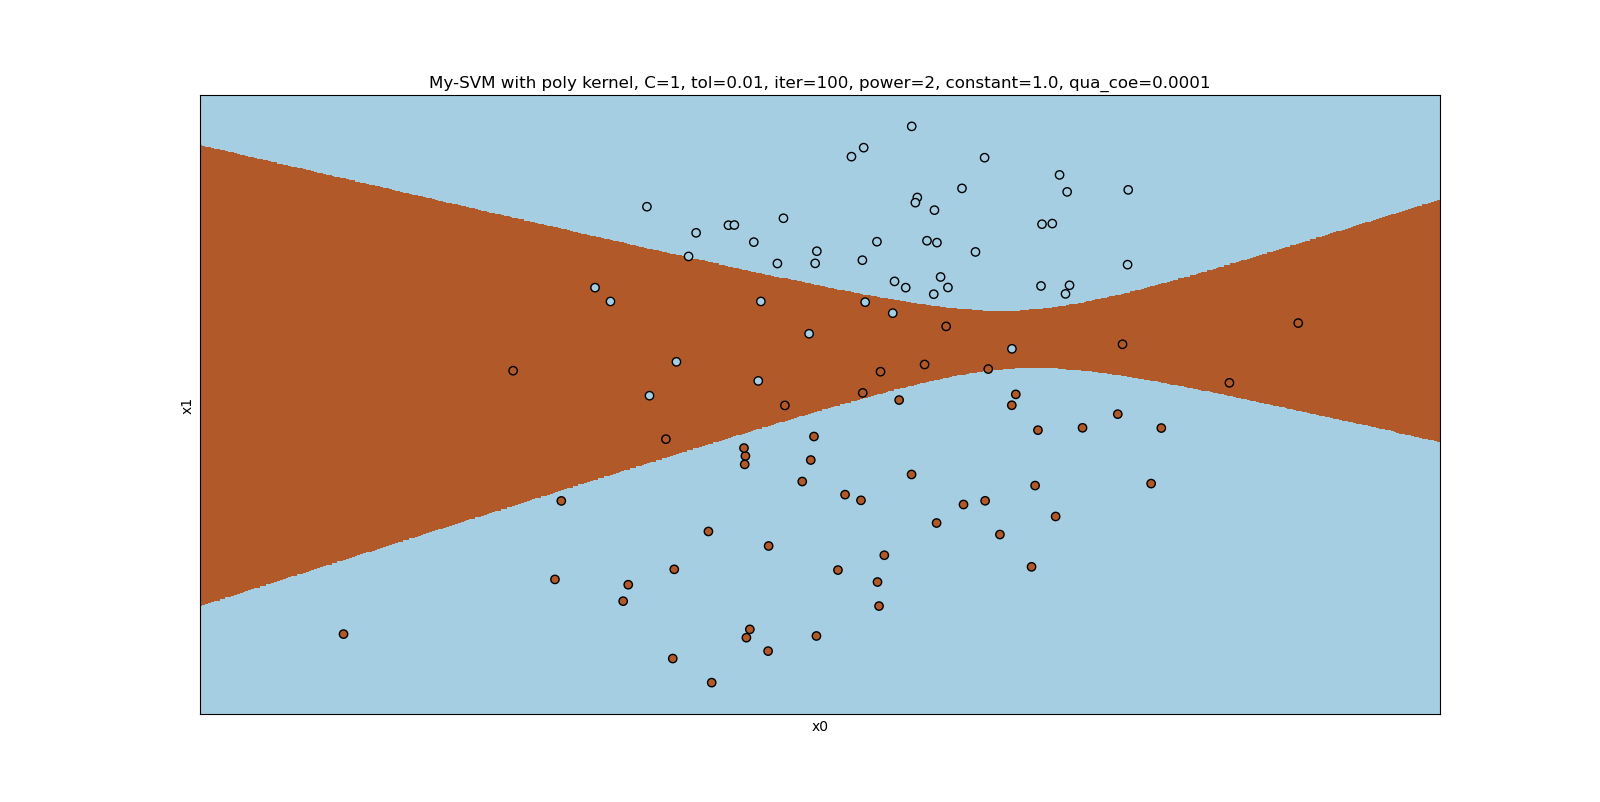 My-SVM with poly kernel, C=1, tol=0.01, iter=100, power=2, constant=1.0, qua_coe=0.0001
x1
x0